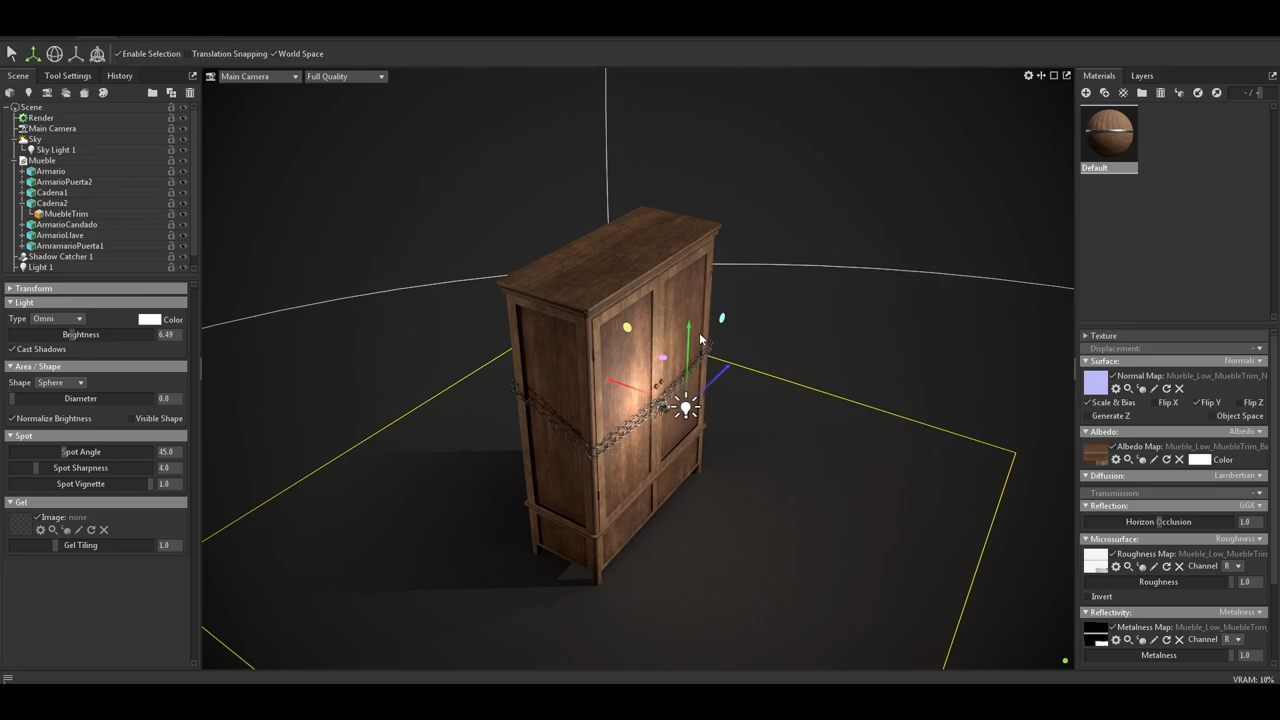 Enable Selection Translation Snapping World Space
Scene Tool Settings History
Main Camera Full Quality
Materials Layers
- /
Scene
Render
Main Camera
Sky
Sky Light 1
Mueble
Armario
ArmarioPuerta2
Cadena1
Cadena2
MuebleTrim
ArmarioCandado
ArmarioLlave
AmramarioPuerta1
Shadow Catcher 1
Light 1
Transform
Light
Type Omni Color
Brightness 6.49
Cast Shadows
Area / Shape
Shape Sphere
Diameter 0.0
Normalize Brightness Visible Shape
Spot
Spot Angle 45.0
Spot Sharpness 4.0
Spot Vignette 1.0
Gel
Image: none
Gel Tiling 1.0
Default
Texture
Displacement: -
Surface: Normals
Normal Map: Mueble_Low_MuebleTrim_N
Scale & Bias Flip X Flip Y Flip Z
Generate Z Object Space
Albedo: Albedo
Albedo Map: Mueble_Low_MuebleTrim_Ba
Color
Diffusion: Lambertian
Transmission: -
Reflection: GGX
Horizon Occlusion 1.0
Microsurface: Roughness
Roughness Map: Mueble_Low_MuebleTrim
Channel R
Roughness 1.0
Invert
Reflectivity: Metalness
Metalness Map: Mueble_Low_MuebleTrim_
Channel R
Metalness 1.0
VRAM: 10%